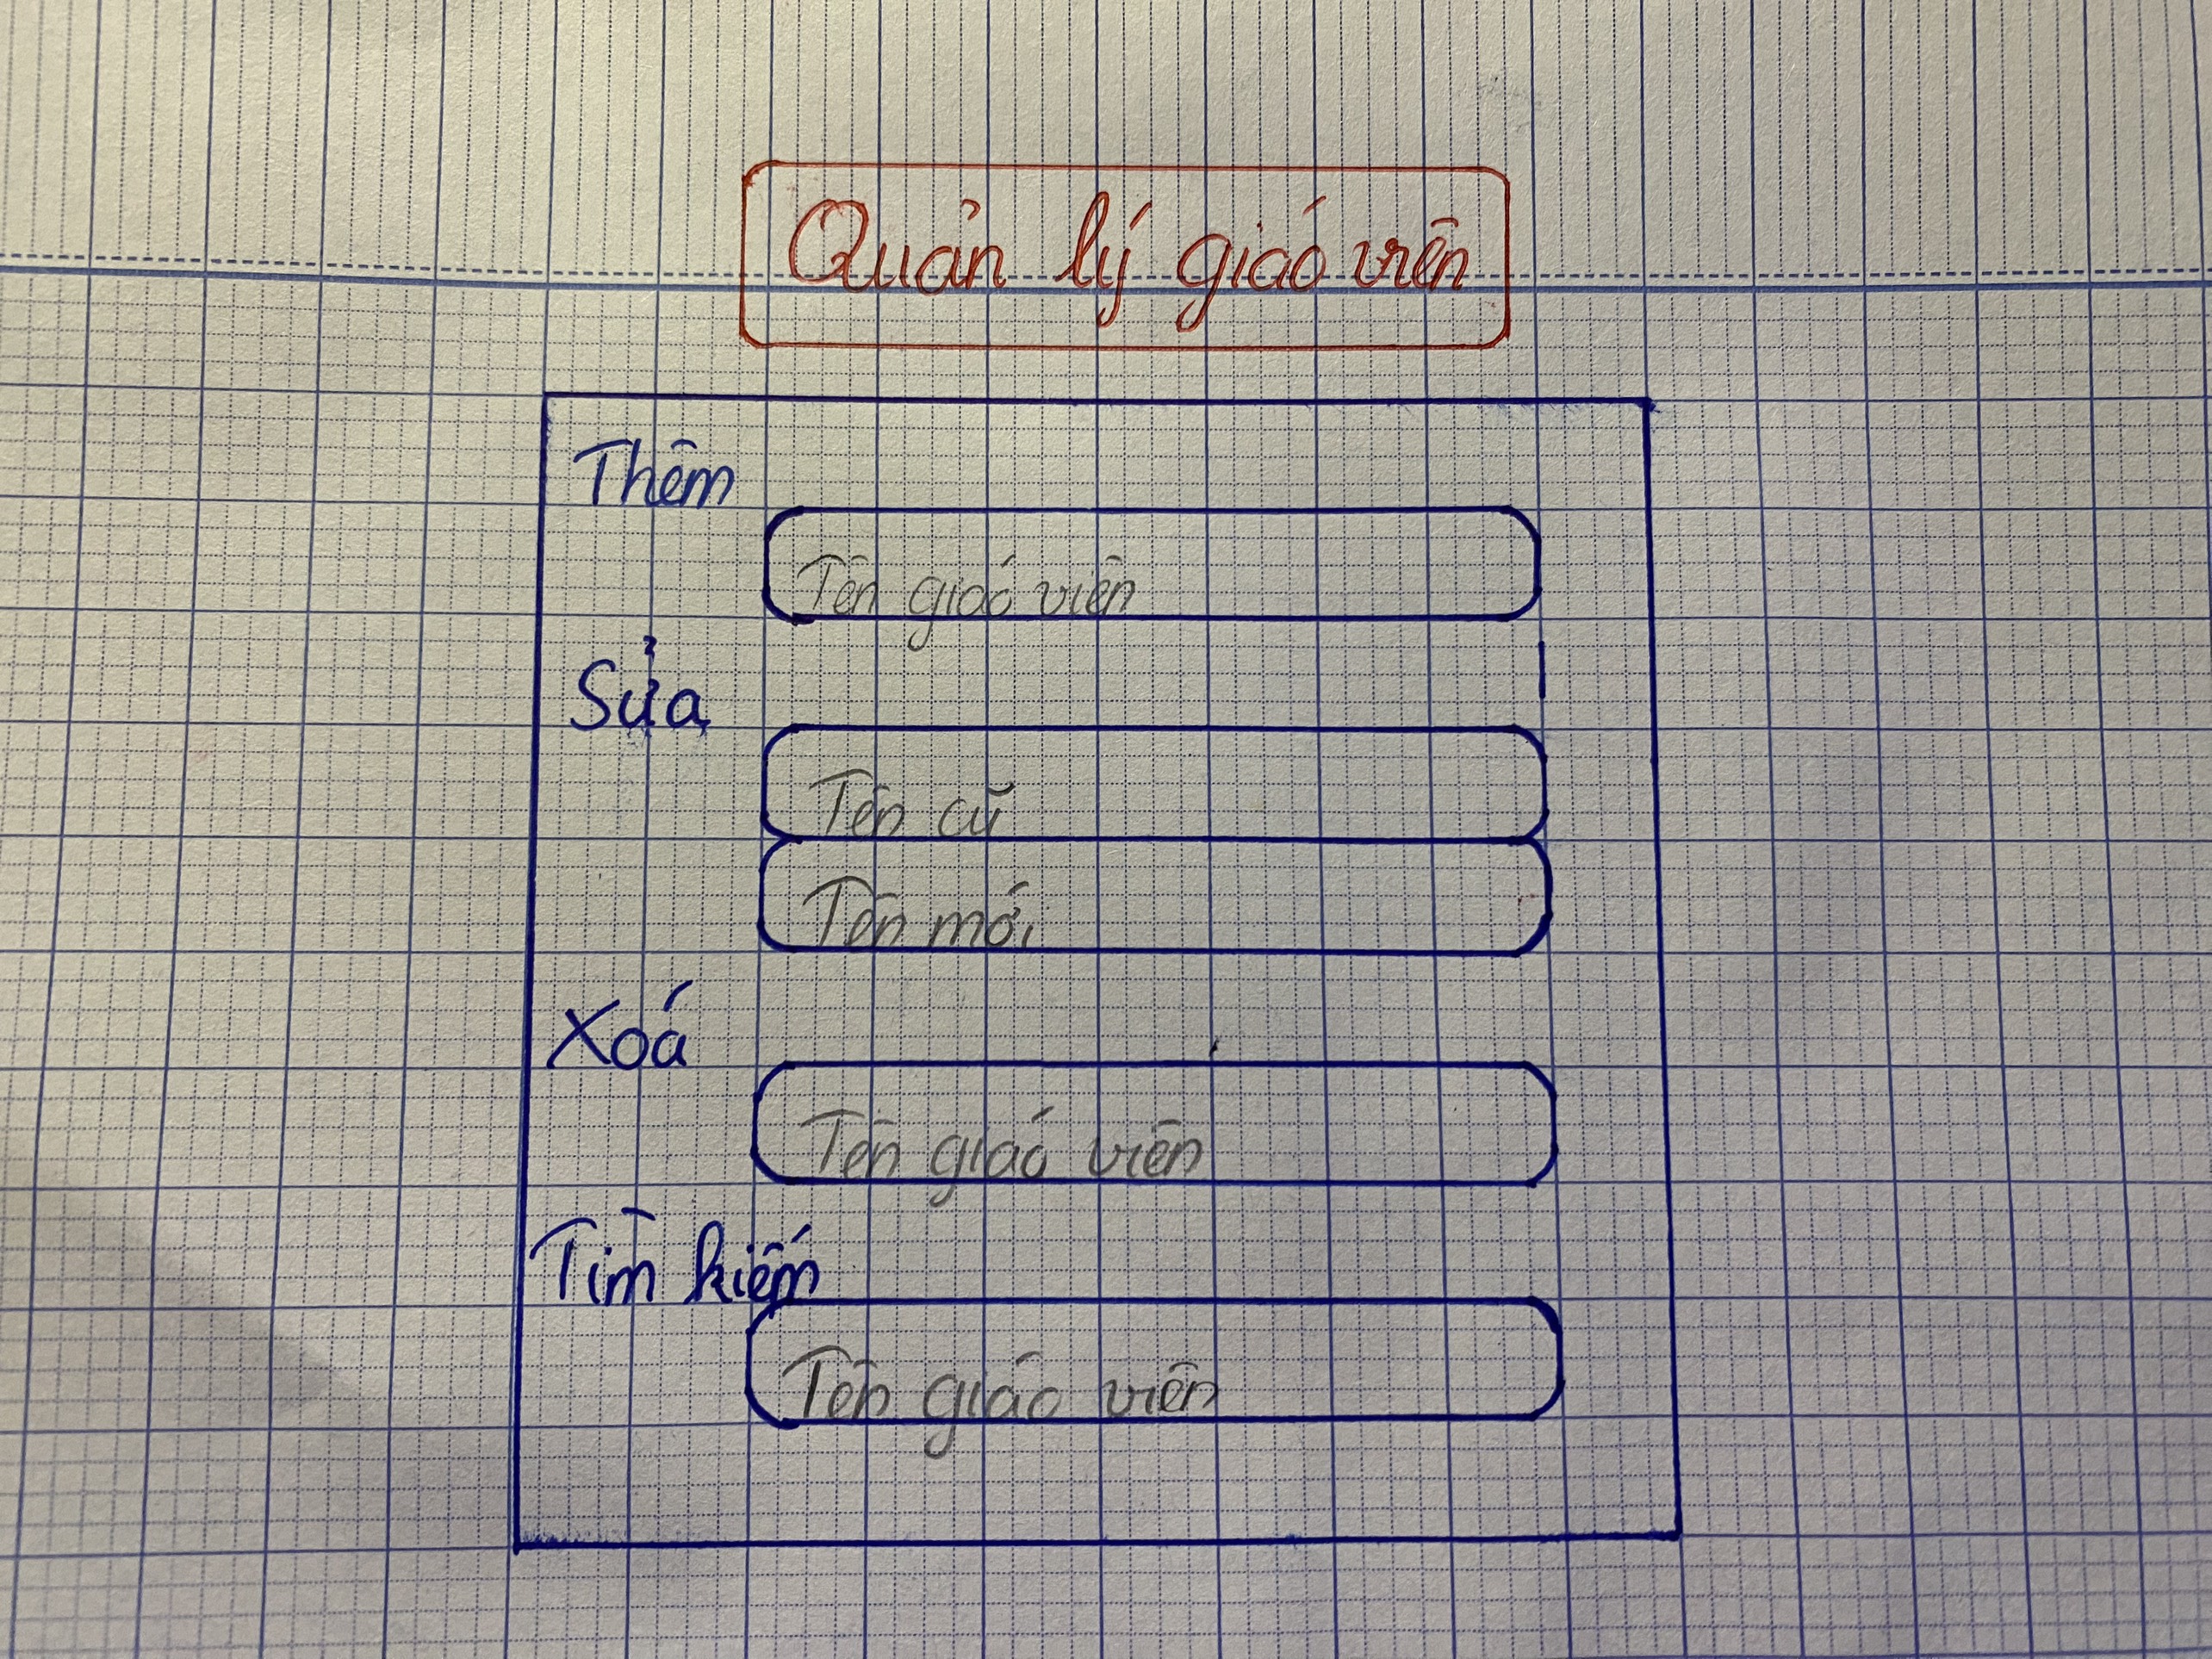 Quản lý giáo viên
Thêm
Tên giáo viên
Sửa
Tên cũ
Tên mới
Xoá
Tên giáo viên
Tìm kiếm
Tên giáo viên